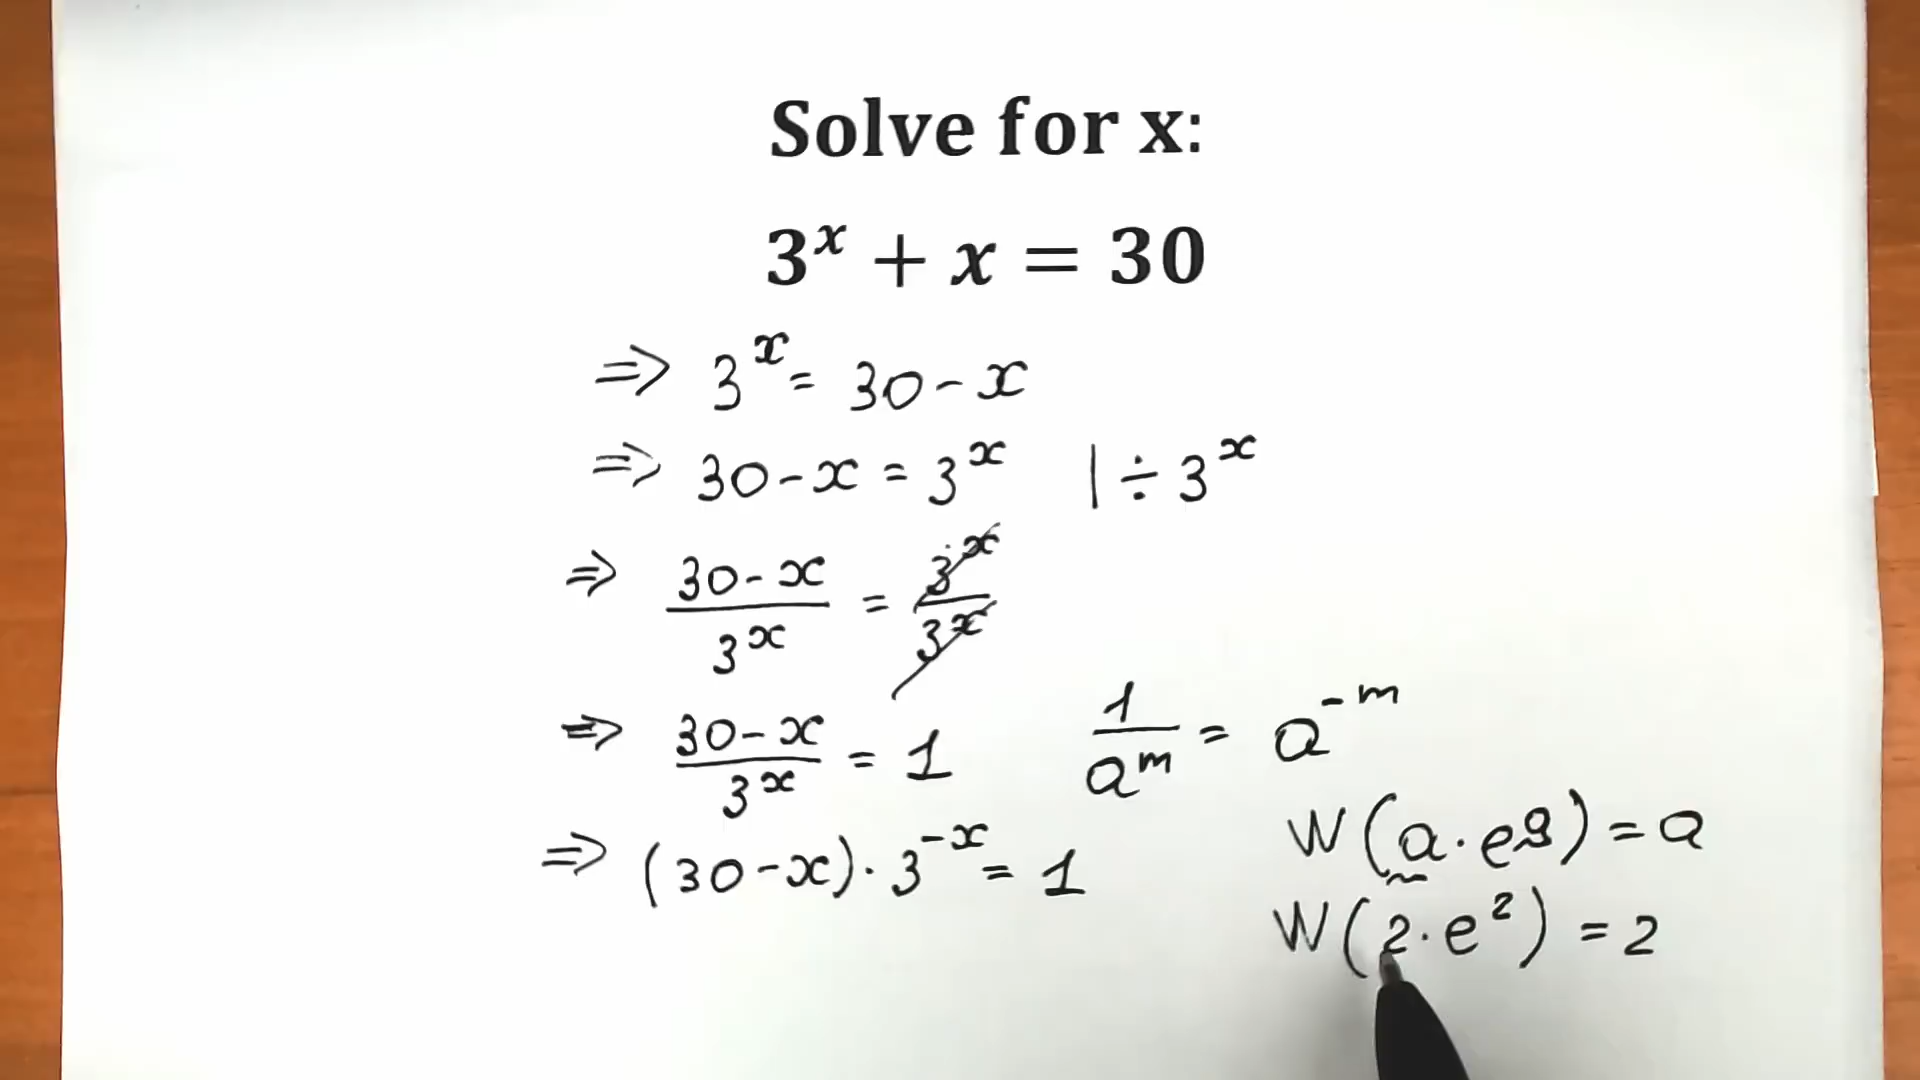 Solve for x:
3^x + x = 30
⇒ 3^x = 30 - x
⇒ 30 - x = 3^x | ÷ 3^x
⇒ (30 - x)/3^x = 3^x/3^x
⇒ (30 - x)/3^x = 1
1/a^m = a^-m
⇒ (30 - x) · 3^-x = 1
W(a · e^a) = a
W(2 · e^2) = 2